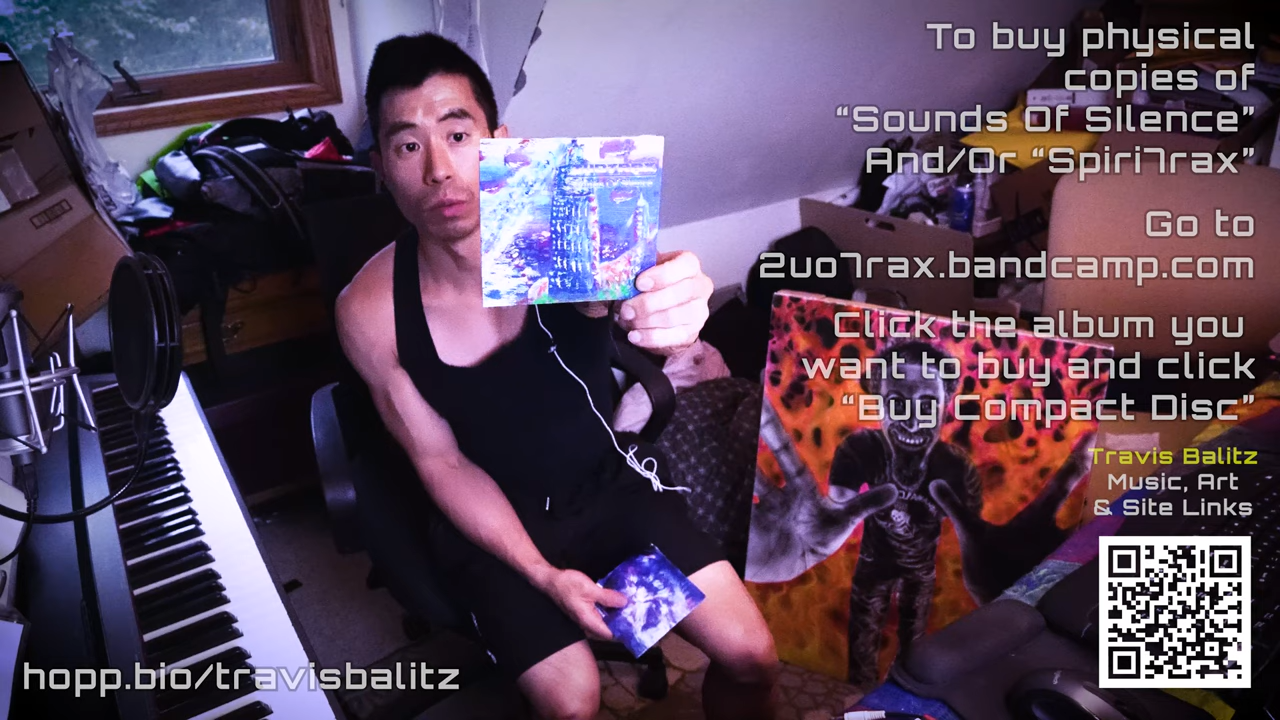 To buy physical
copies of
“Sounds Of SIlence”
And/Or “Spiri7rax”
Go to
2uo7rax.bandcamp.com
Click the album you
want to buy and click
“Buy Compact Disc”
Travis Balitz
Music, Art
& Site Links
hopp.bio/travisbalitz